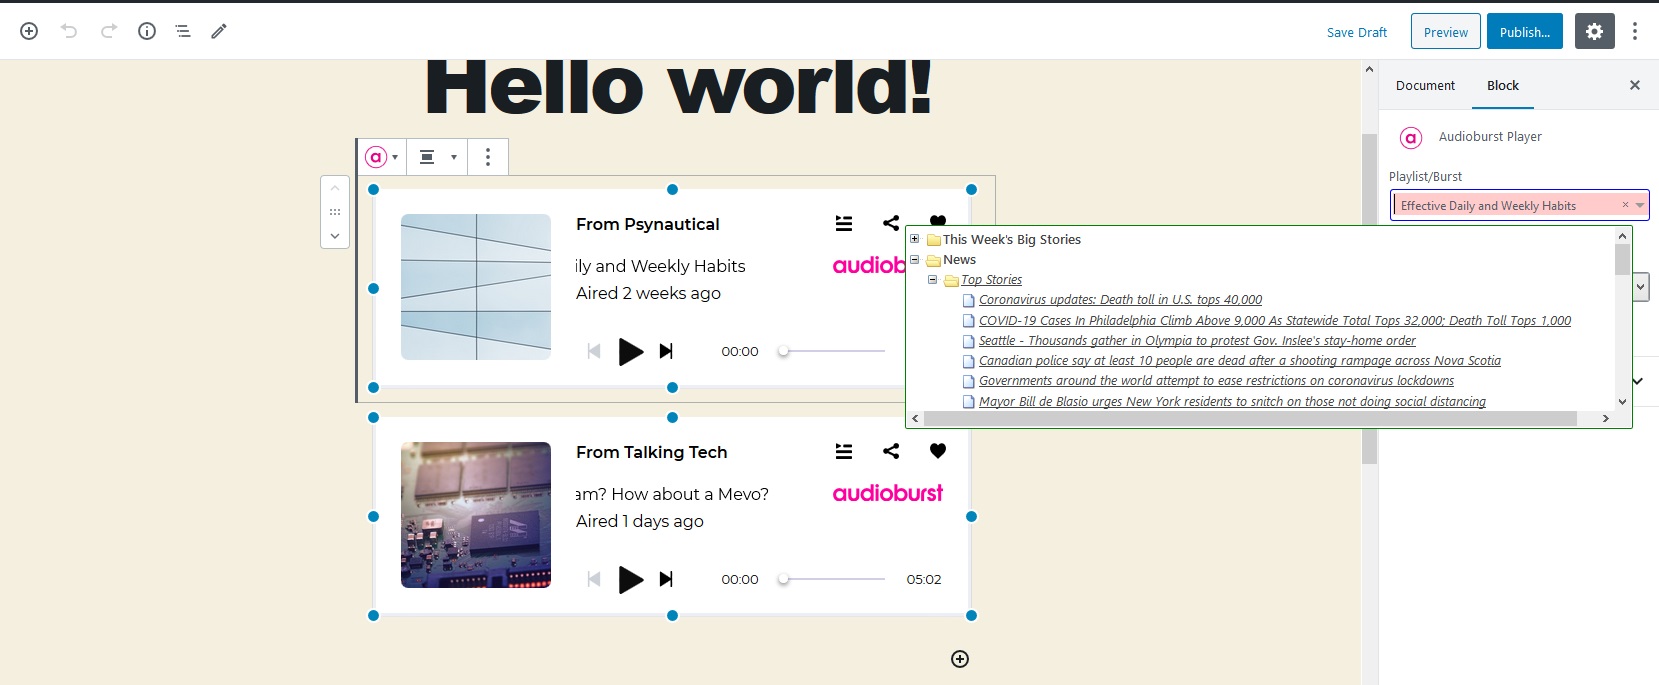 Save Draft
Preview
Publish...
Hello world!
Document
Block
a
Audioburst Player
Playlist/Burst
Effective Daily and Weekly Habits
a
From Psynautical
ily and Weekly Habits
audiob
Aired 2 weeks ago
00:00
This Week's Big Stories
News
Top Stories
Coronavirus updates: Death toll in U.S. tops 40,000
COVID-19 Cases In Philadelphia Climb Above 9,000 As Statewide Total Tops 32,000; Death Toll Tops 1,000
Seattle - Thousands gather in Olympia to protest Gov. Inslee's stay-home order
Canadian police say at least 10 people are dead after a shooting rampage across Nova Scotia
Governments around the world attempt to ease restrictions on coronavirus lockdowns
Mayor Bill de Blasio urges New York residents to snitch on those not doing social distancing
From Talking Tech
am? How about a Mevo?
audioburst
Aired 1 days ago
00:00
05:02